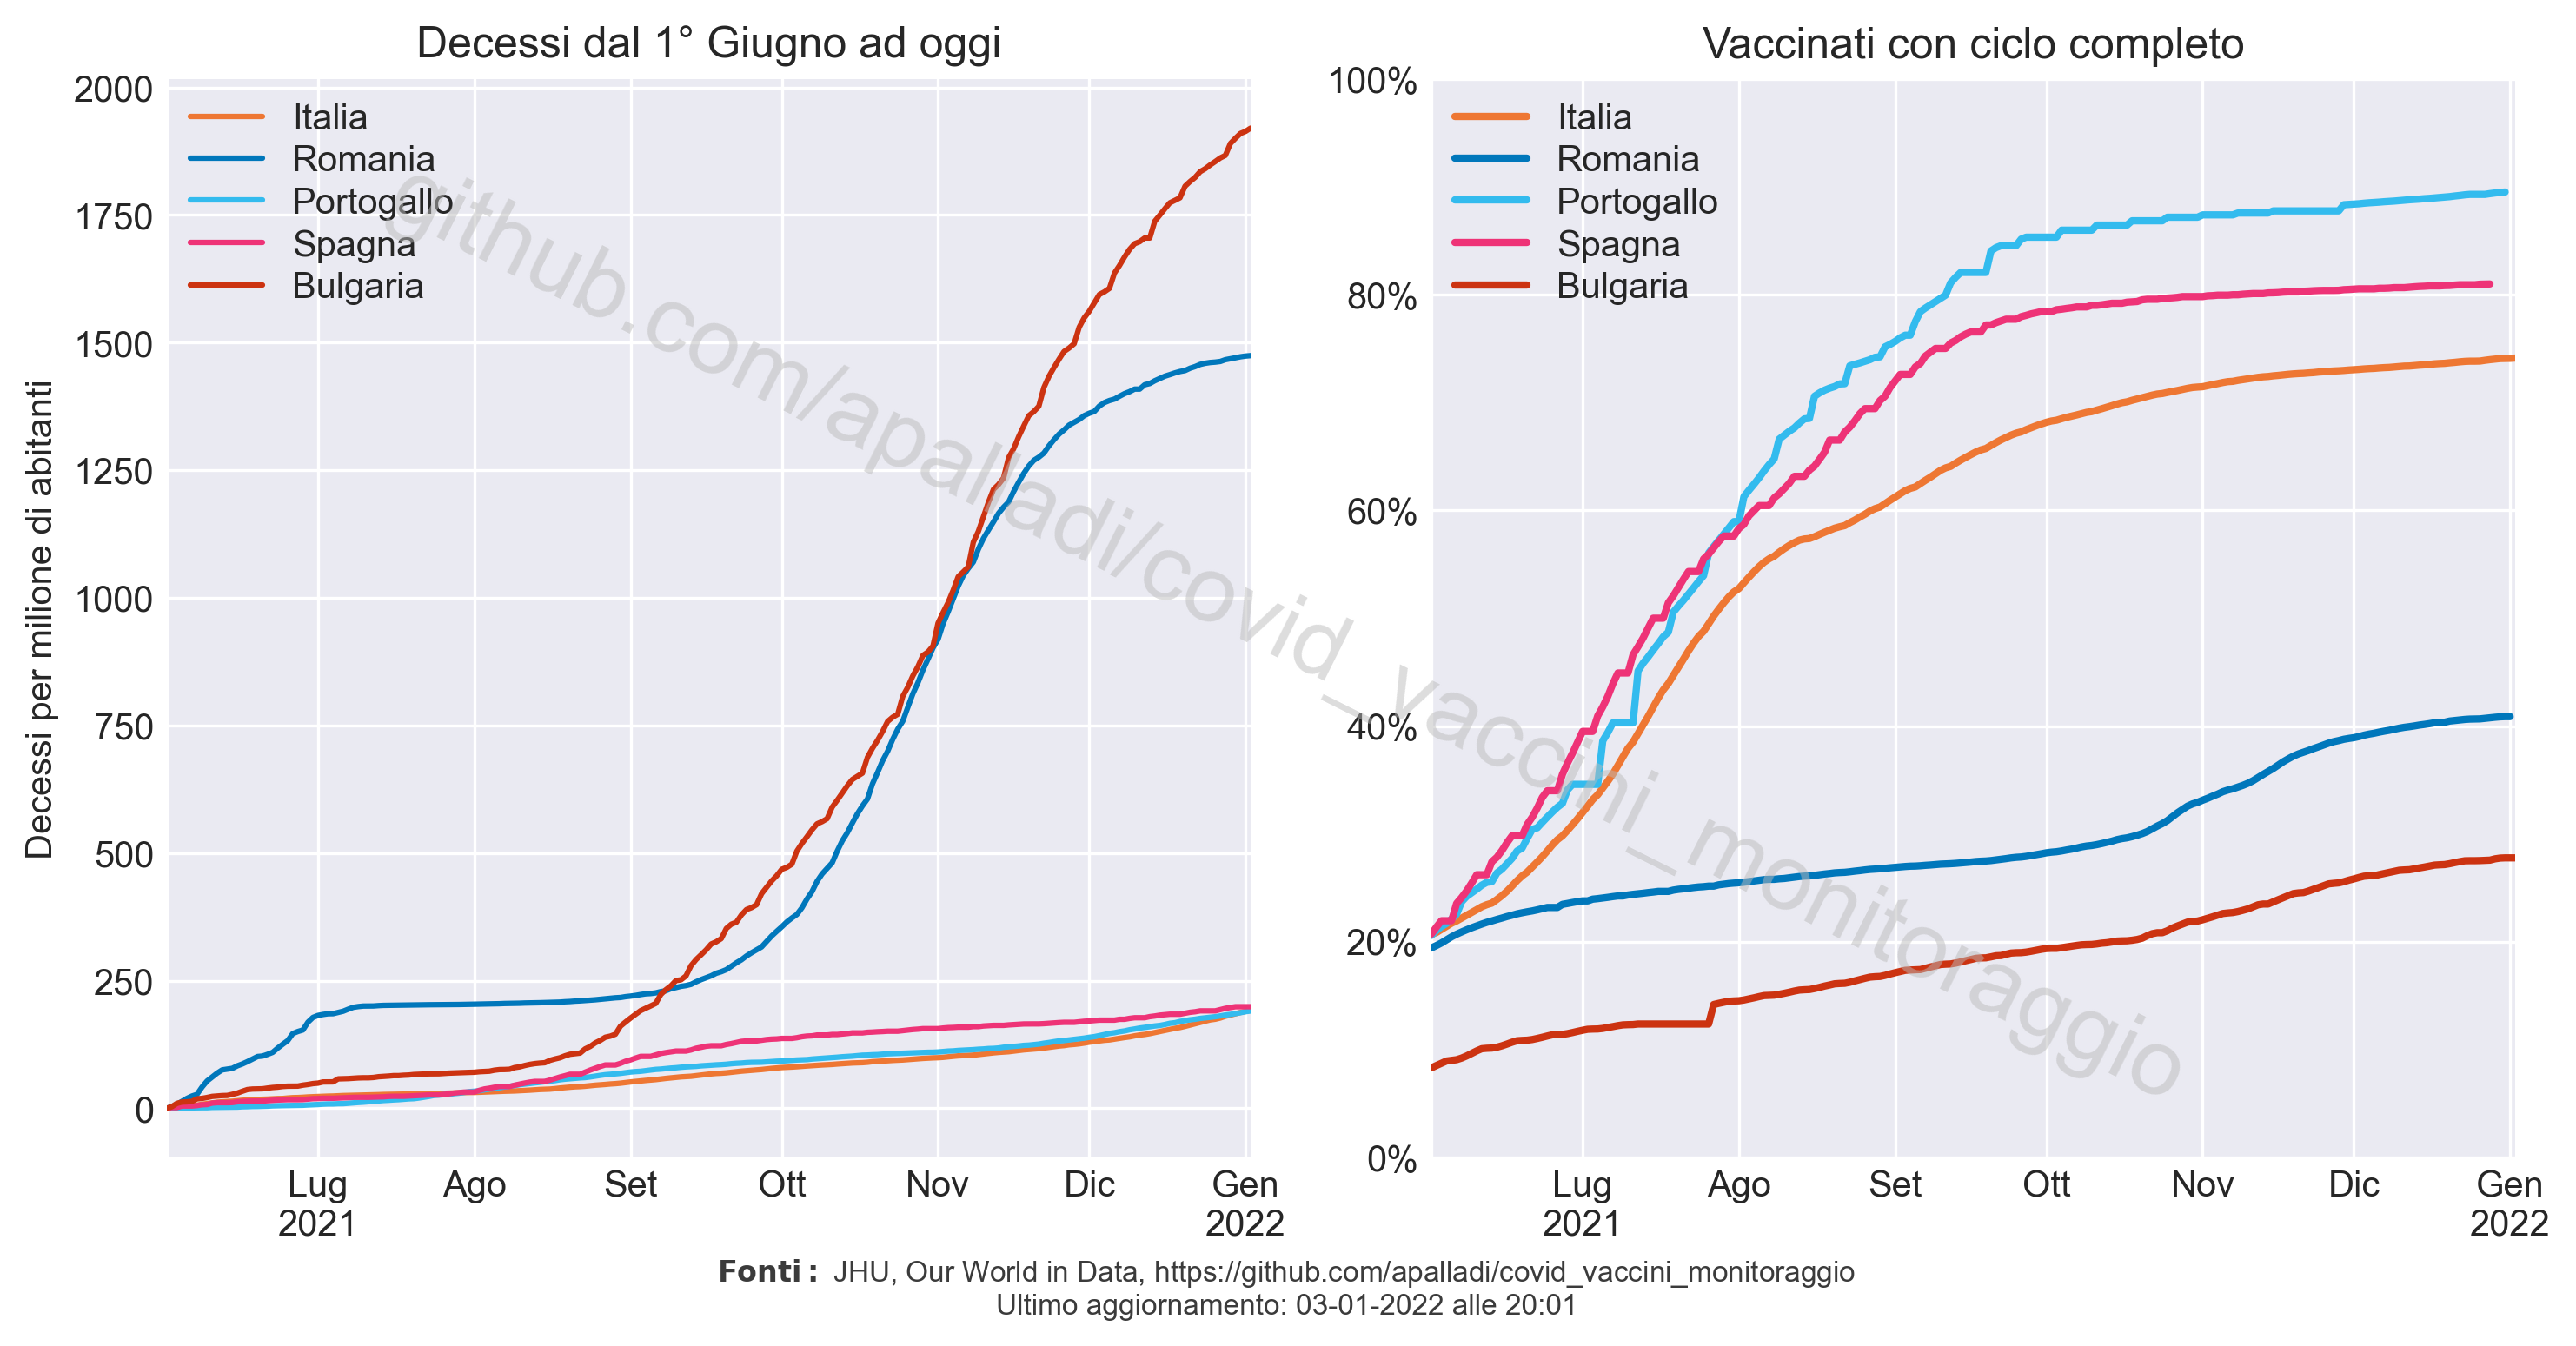 Decessi dal 1° Giugno ad oggi
2000
1750
1500
1250
1000
750
500
250
0
Decessi per milione di abitanti
Italia
Romania
Portogallo
Spagna
Bulgaria
Lug Ago Set Ott Nov Dic Gen
2021 2022
Vaccinati con ciclo completo
100%
80%
60%
40%
20%
0%
Italia
Romania
Portogallo
Spagna
Bulgaria
Lug Ago Set Ott Nov Dic Gen
2021 2022
github.com/apalladi/covid_vaccini_monitoraggio
Fonti: JHU, Our World in Data, https://github.com/apalladi/covid_vaccini_monitoraggio
Ultimo aggiornamento: 03-01-2022 alle 20:01